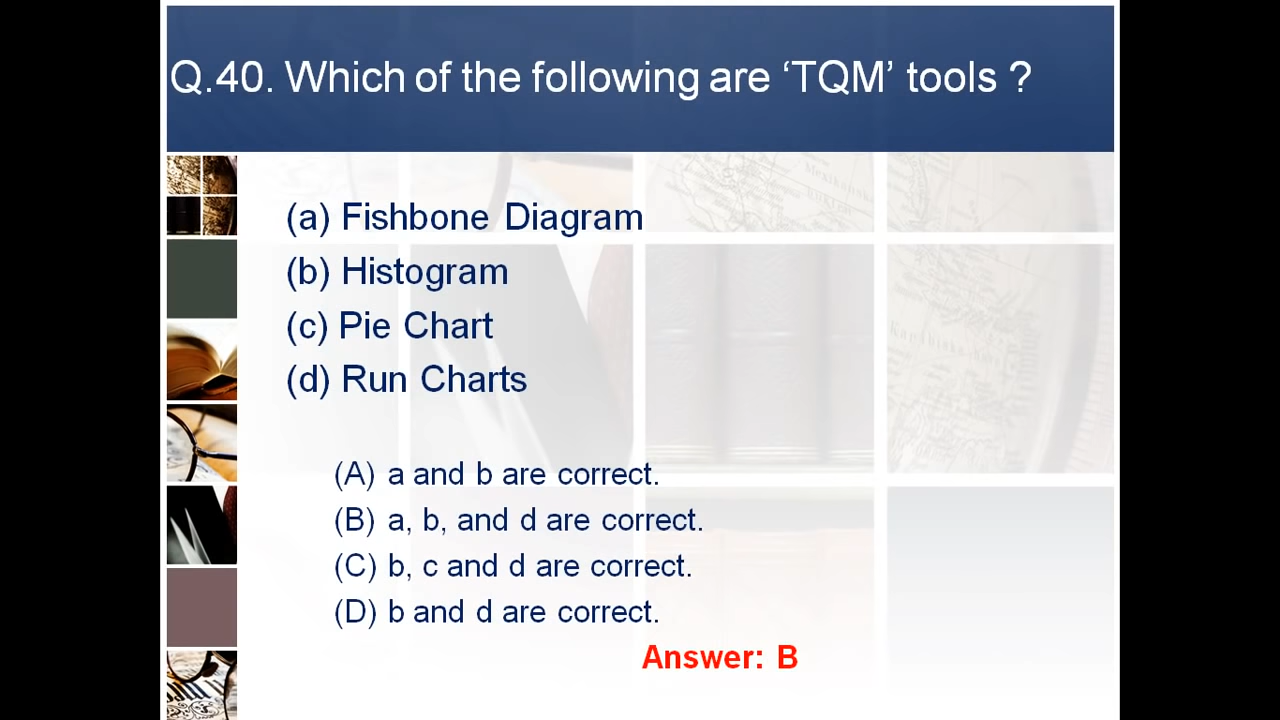 Q.40. Which of the following are ‘TQM’ tools ?
(a) Fishbone Diagram
(b) Histogram
(c) Pie Chart
(d) Run Charts
(A) a and b are correct.
(B) a, b, and d are correct.
(C) b, c and d are correct.
(D) b and d are correct.
Answer: B